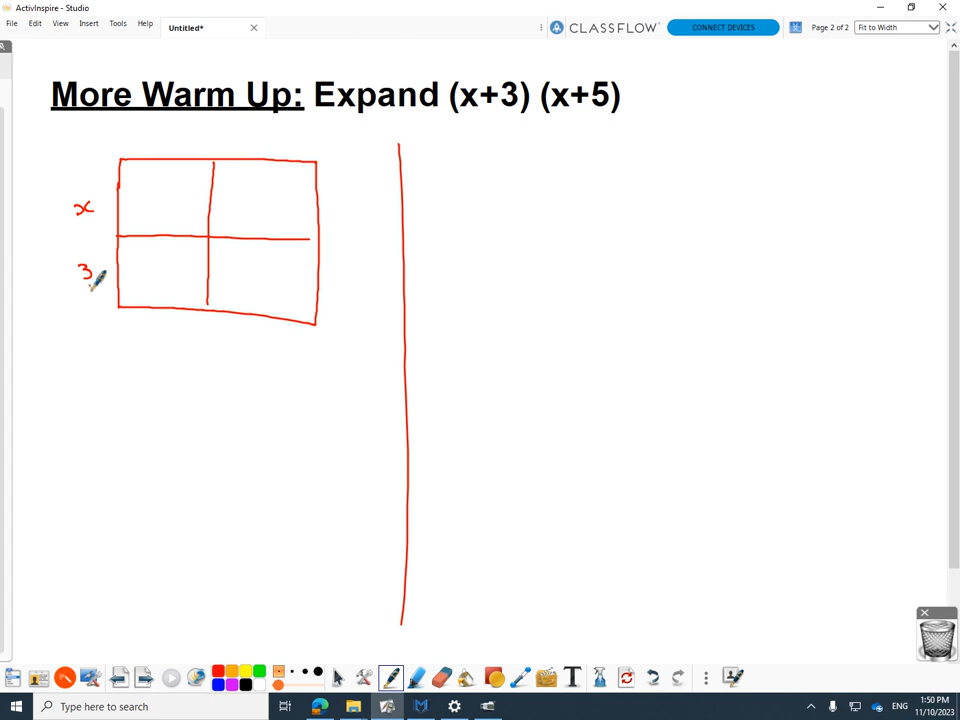 ActivInspire - Studio
File Edit View Insert Tools Help
Untitled*
CLASSFLOW
CONNECT DEVICES
Page 2 of 2
Fit to Width
More Warm Up: Expand (x+3) (x+5)
x
3
T
Type here to search
ENG
1:50 PM
11/10/2023